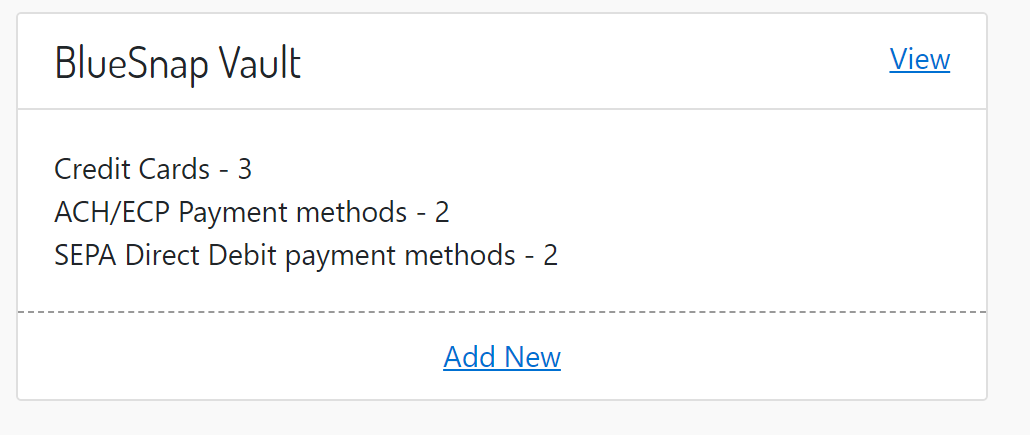 BlueSnap Vault
View
Credit Cards - 3
ACH/ECP Payment methods - 2
SEPA Direct Debit payment methods - 2
Add New